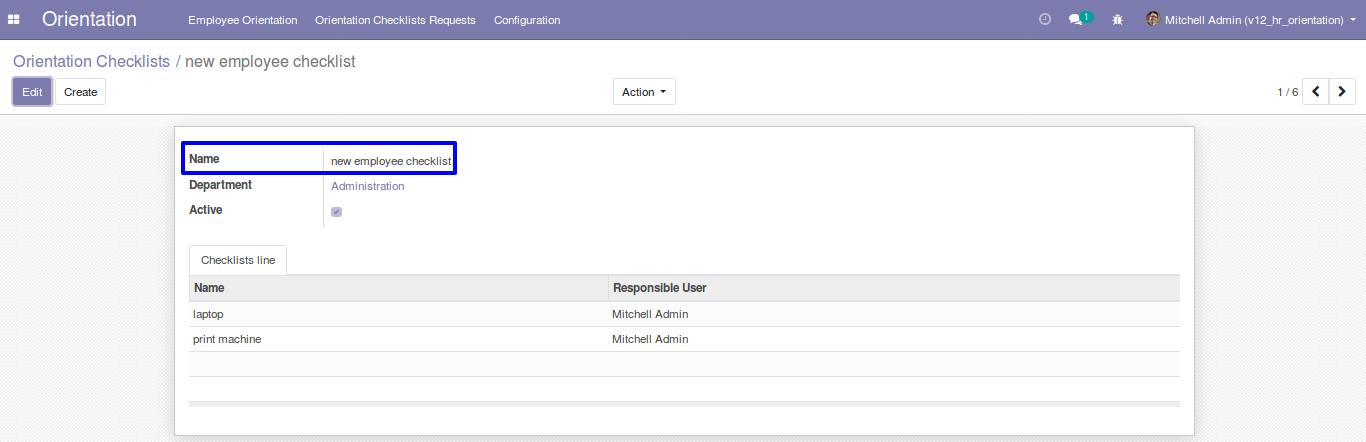 Orientation Employee Orientation Orientation Checklists Requests Configuration 1 Mitchell Admin (v12_hr_orientation)
Orientation Checklists / new employee checklist
Edit Create Action 1 / 6
Name new employee checklist
Department Administration
Active
Checklists line
Name Responsible User
laptop Mitchell Admin
print machine Mitchell Admin